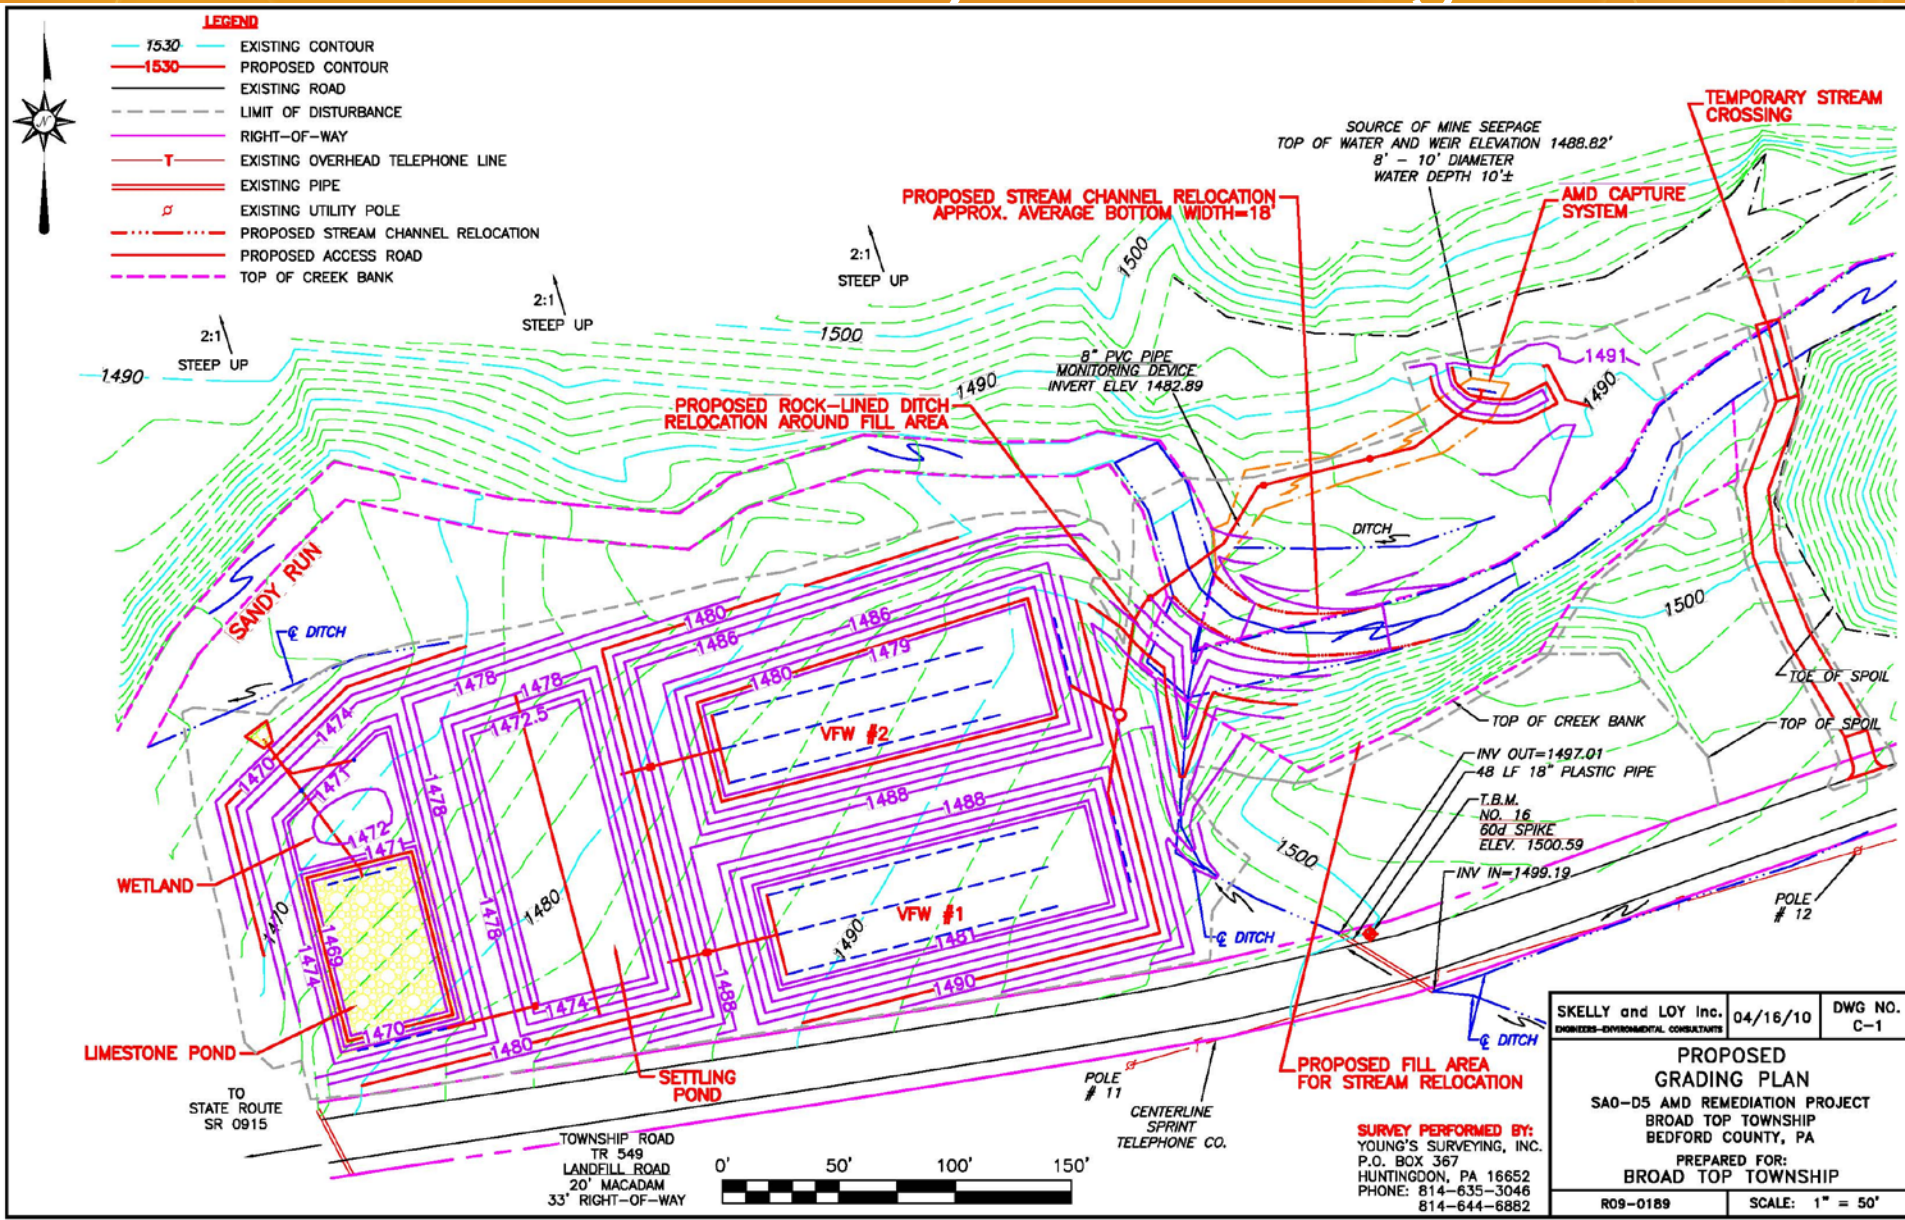 LEGEND
1530 EXISTING CONTOUR
1530 PROPOSED CONTOUR
EXISTING ROAD
LIMIT OF DISTURBANCE
RIGHT-OF-WAY
T EXISTING OVERHEAD TELEPHONE LINE
EXISTING PIPE
EXISTING UTILITY POLE
PROPOSED STREAM CHANNEL RELOCATION
PROPOSED ACCESS ROAD
TOP OF CREEK BANK
N
TEMPORARY STREAM
CROSSING
SOURCE OF MINE SEEPAGE
TOP OF WATER AND WEIR ELEVATION 1488.82'
8' - 10' DIAMETER
WATER DEPTH 10'±
AMD CAPTURE
SYSTEM
PROPOSED STREAM CHANNEL RELOCATION
APPROX. AVERAGE BOTTOM WIDTH=18'
2:1
STEEP UP
2:1
STEEP UP
2:1
STEEP UP
1500
1500
1490
1490
1491
1490
8" PVC PIPE
MONITORING DEVICE
INVERT ELEV 1482.89
PROPOSED ROCK-LINED DITCH
RELOCATION AROUND FILL AREA
DITCH
SANDY RUN
℄ DITCH
1500
1480
1486
1486
1479
1480
1478
1478
1474
1472.5
1470
1471
1478
1472
1471
VFW #2
1488
1488
VFW #1
1481
1490
1490
1488
1480
1478
1469
1474
1470
1470
1474
1480
WETLAND
LIMESTONE POND
SETTLING
POND
TOE OF SPOIL
TOP OF CREEK BANK
TOP OF SPOIL
INV OUT=1497.01
48 LF 18" PLASTIC PIPE
T.B.M.
NO. 16
60d SPIKE
ELEV. 1500.59
1500
INV IN=1499.19
POLE
# 12
℄ DITCH
℄ DITCH
PROPOSED FILL AREA
FOR STREAM RELOCATION
POLE
# 11
CENTERLINE
SPRINT
TELEPHONE CO.
TO
STATE ROUTE
SR 0915
TOWNSHIP ROAD
TR 549
LANDFILL ROAD
20' MACADAM
33' RIGHT-OF-WAY
0' 50' 100' 150'
SURVEY PERFORMED BY:
YOUNG'S SURVEYING, INC.
P.O. BOX 367
HUNTINGDON, PA 16652
PHONE: 814-635-3046
814-644-6882
SKELLY and LOY Inc.
ENGINEERS-ENVIRONMENTAL CONSULTANTS
04/16/10
DWG NO.
C-1
PROPOSED
GRADING PLAN
SA0-D5 AMD REMEDIATION PROJECT
BROAD TOP TOWNSHIP
BEDFORD COUNTY, PA
PREPARED FOR:
BROAD TOP TOWNSHIP
R09-0189
SCALE: 1" = 50'